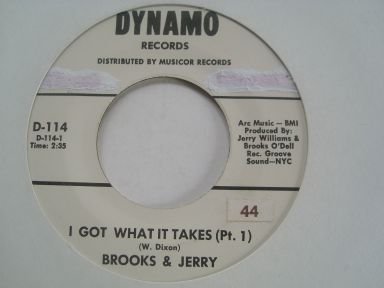 DYNAMO
RECORDS
DISTRIBUTED BY MUSICOR RECORDS
D-114
D-114-1
Time: 2:35
Arc Music — BMI
Produced By:
Jerry Williams &
Brooks O'Dell
Rec. Groove
Sound—NYC
44
I GOT WHAT IT TAKES (Pt. 1)
(W. Dixon)
BROOKS & JERRY